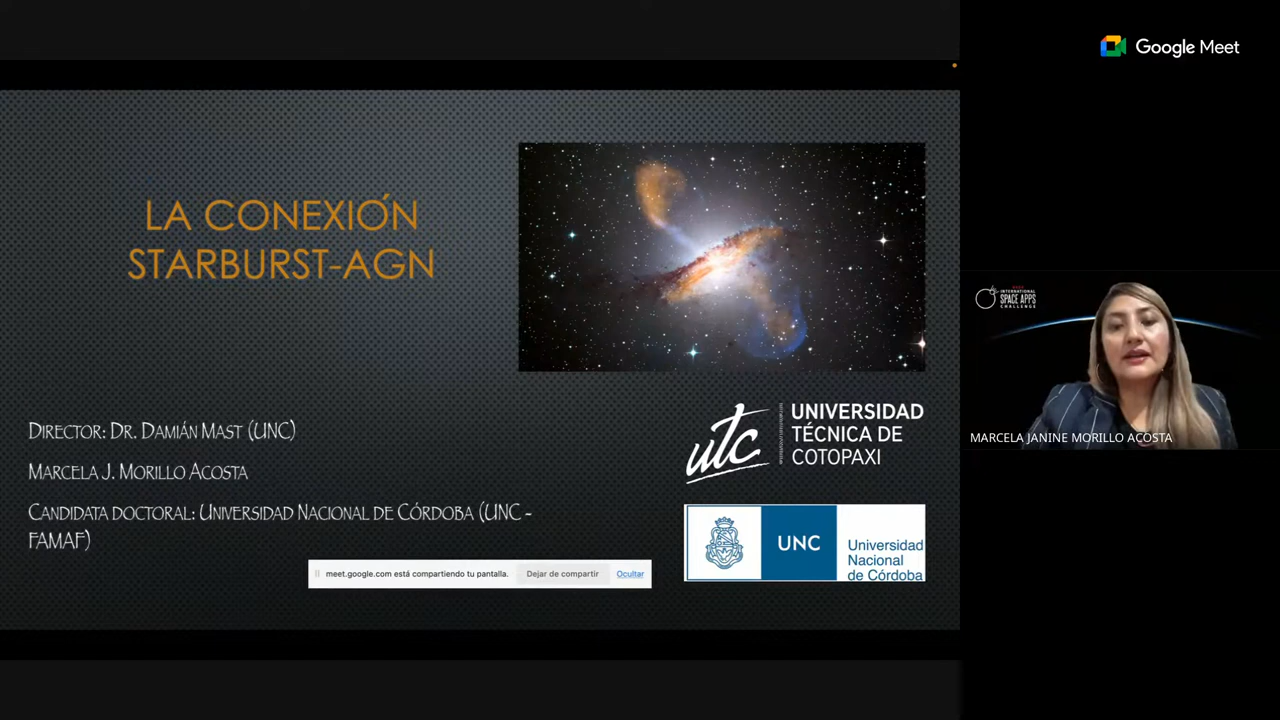 Google Meet
LA CONEXIÓN
STARBURST-AGN
DIRECTOR: DR. DAMIÁN MAST (UNC)
MARCELA J. MORILLO ACOSTA
CANDIDATA DOCTORAL: UNIVERSIDAD NACIONAL DE CÓRDOBA (UNC -
FAMAF)
utc
UNIVERSIDAD
TÉCNICA DE
COTOPAXI
UNC
Universidad
Nacional
de Córdoba
meet.google.com está compartiendo tu pantalla. Dejar de compartir Ocultar
INTERNATIONAL
SPACE APPS
CHALLENGE
MARCELA JANINE MORILLO ACOSTA